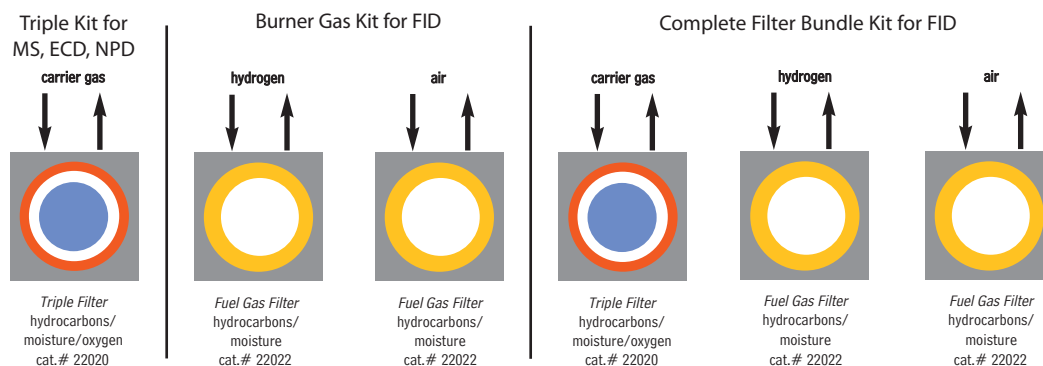 Triple Kit for
MS, ECD, NPD
carrier gas
Triple Filter
hydrocarbons/
moisture/oxygen
cat.# 22020
Burner Gas Kit for FID
hydrogen
Fuel Gas Filter
hydrocarbons/
moisture
cat.# 22022
air
Fuel Gas Filter
hydrocarbons/
moisture
cat.# 22022
Complete Filter Bundle Kit for FID
carrier gas
Triple Filter
hydrocarbons/
moisture/oxygen
cat.# 22020
hydrogen
Fuel Gas Filter
hydrocarbons/
moisture
cat.# 22022
air
Fuel Gas Filter
hydrocarbons/
moisture
cat.# 22022